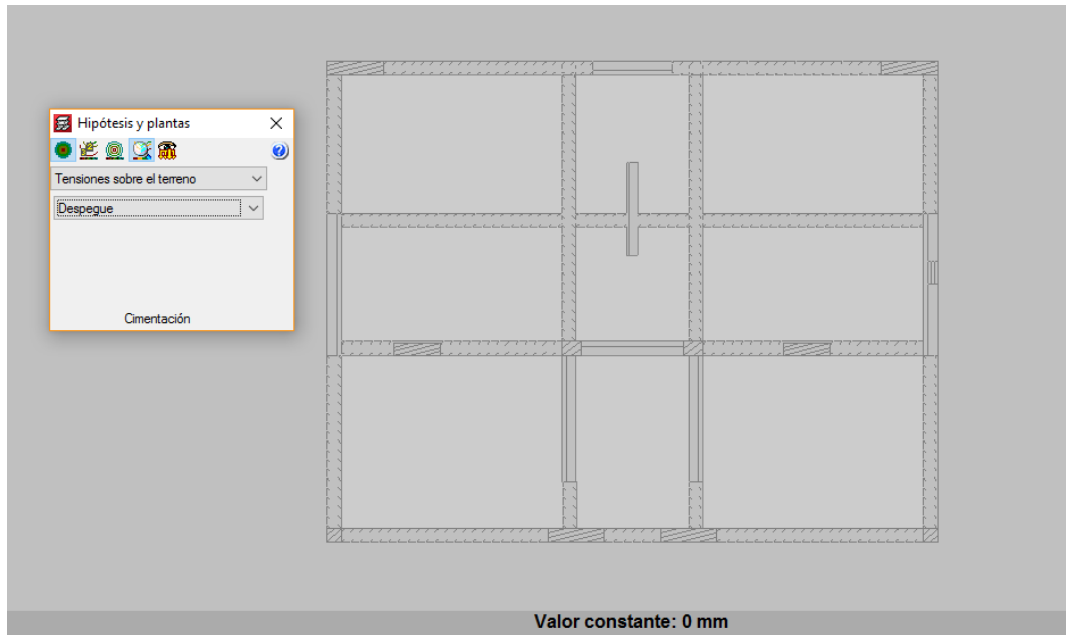 Hipótesis y plantas
Tensiones sobre el terreno
Despegue
Cimentación
Valor constante: 0 mm